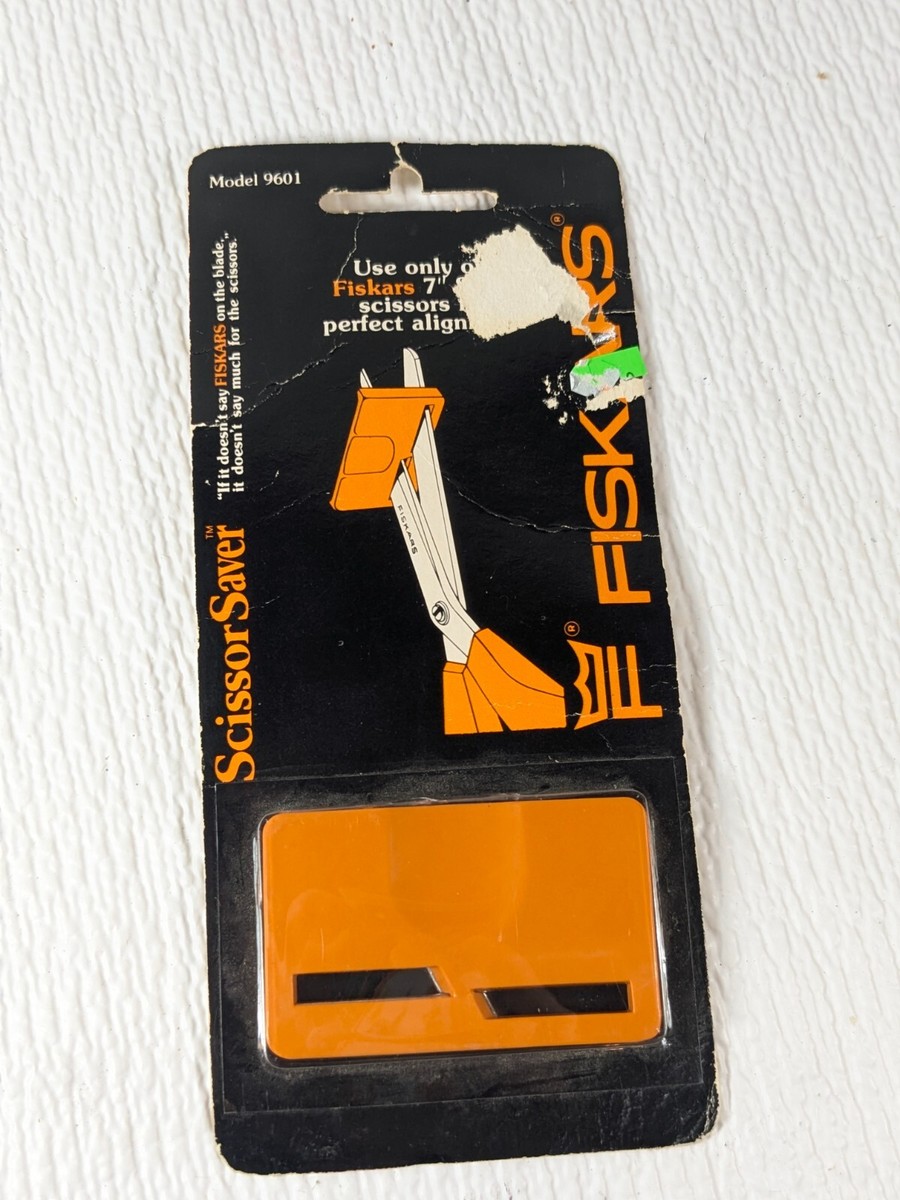 Model 9601
Use only
Fiskars 7"
scissors
perfect
"If it doesn't say FISKARS on the blade,
it doesn't say much for the scissors."
ScissorSaver™
FISKARS®
®
FISKARS